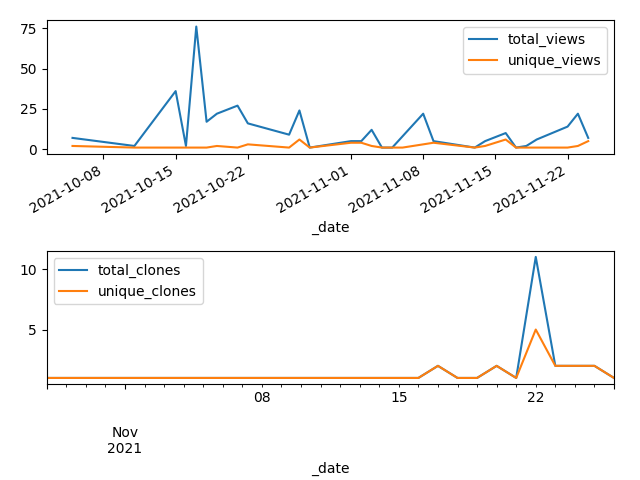 75
50
25
0
total_views
unique_views
2021-10-08
2021-10-15
2021-10-22
2021-11-01
2021-11-08
2021-11-15
2021-11-22
_date
10
5
total_clones
unique_clones
08
15
22
Nov
2021
_date